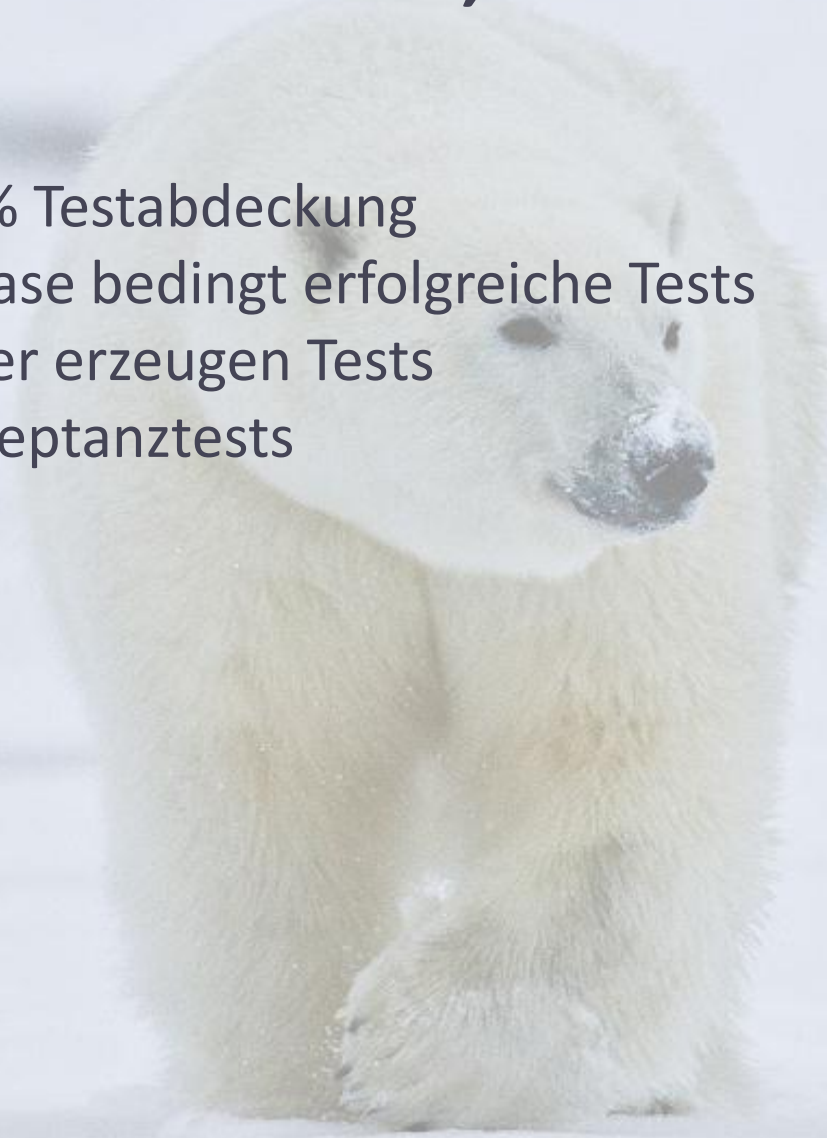 % Testabdeckung
ase bedingt erfolgreiche Tests
er erzeugen Tests
eptanztests